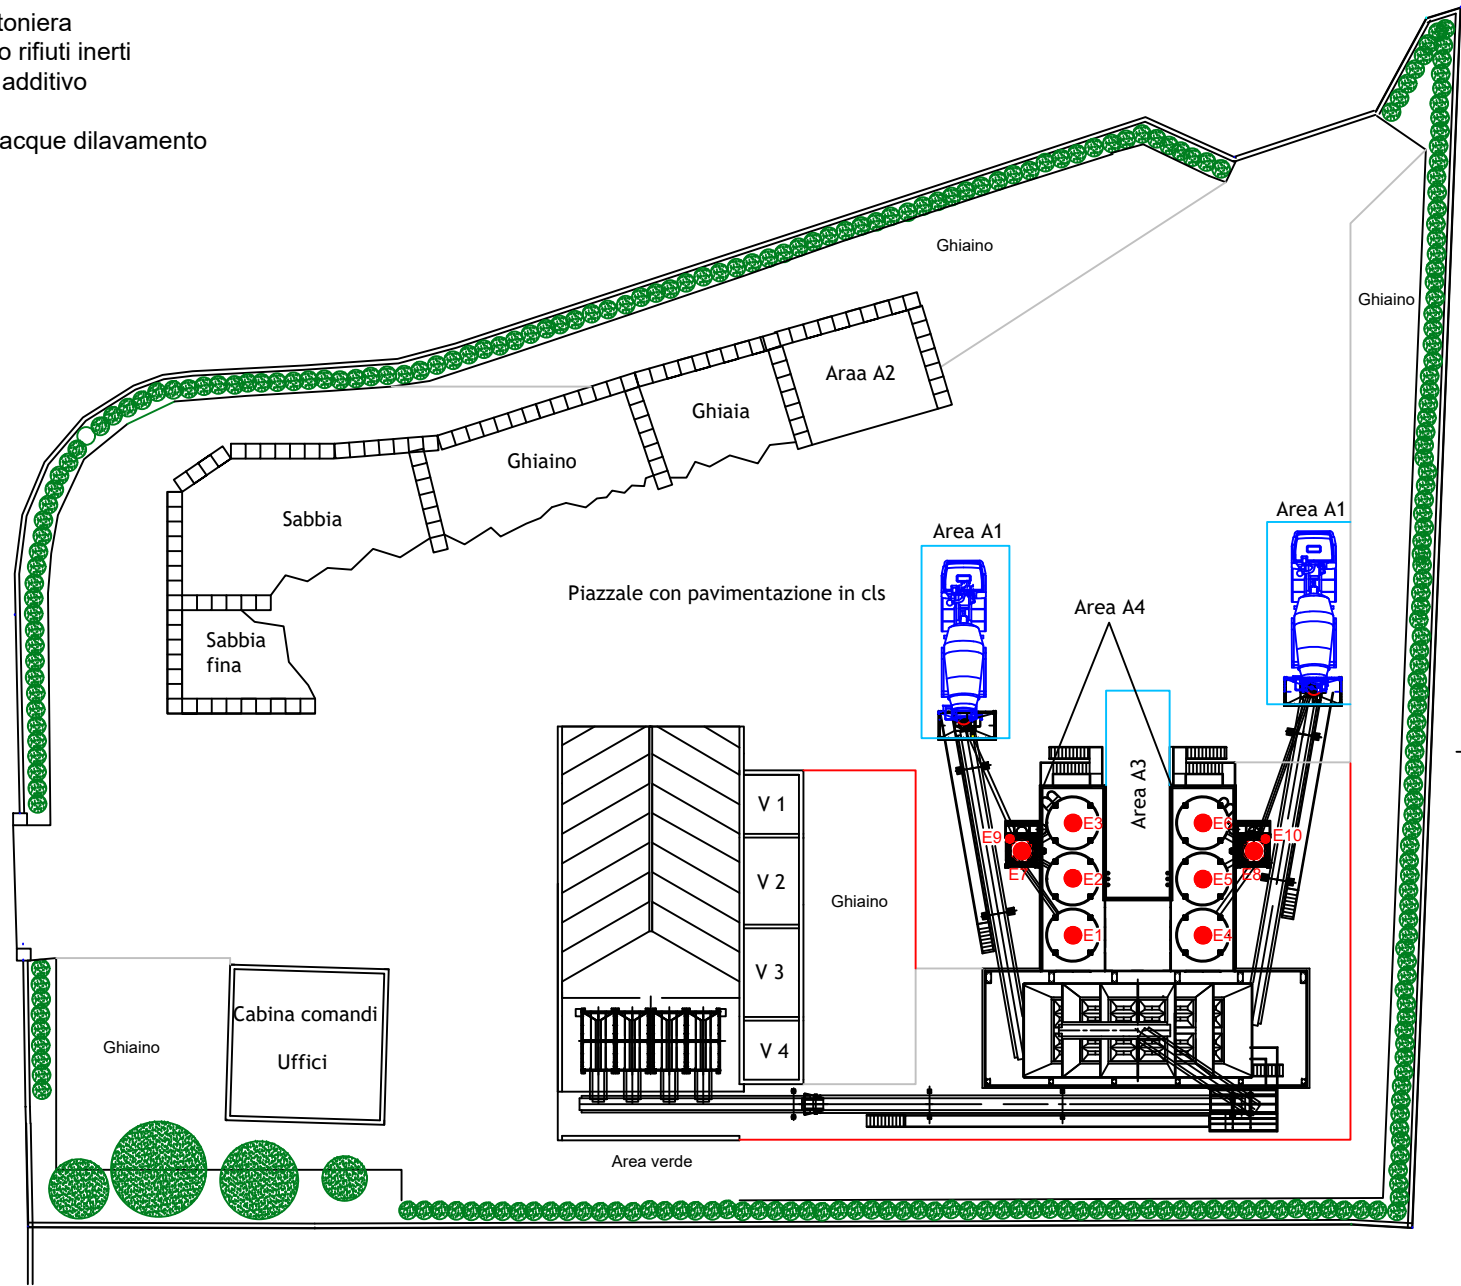 toniera
o rifiuti inerti
additivo
acque dilavamento
Ghiaino
Ghiaino
Araa A2
Ghiaia
Ghiaino
Sabbia
Area A1
Area A1
Piazzale con pavimentazione in cls
Area A4
Sabbia
fina
Area A3
V 1
E3
E6
E9
E10
E7
E8
V 2
E2
E5
Ghiaino
E1
E4
V 3
Cabina comandi
Uffici
Ghiaino
V 4
Area verde